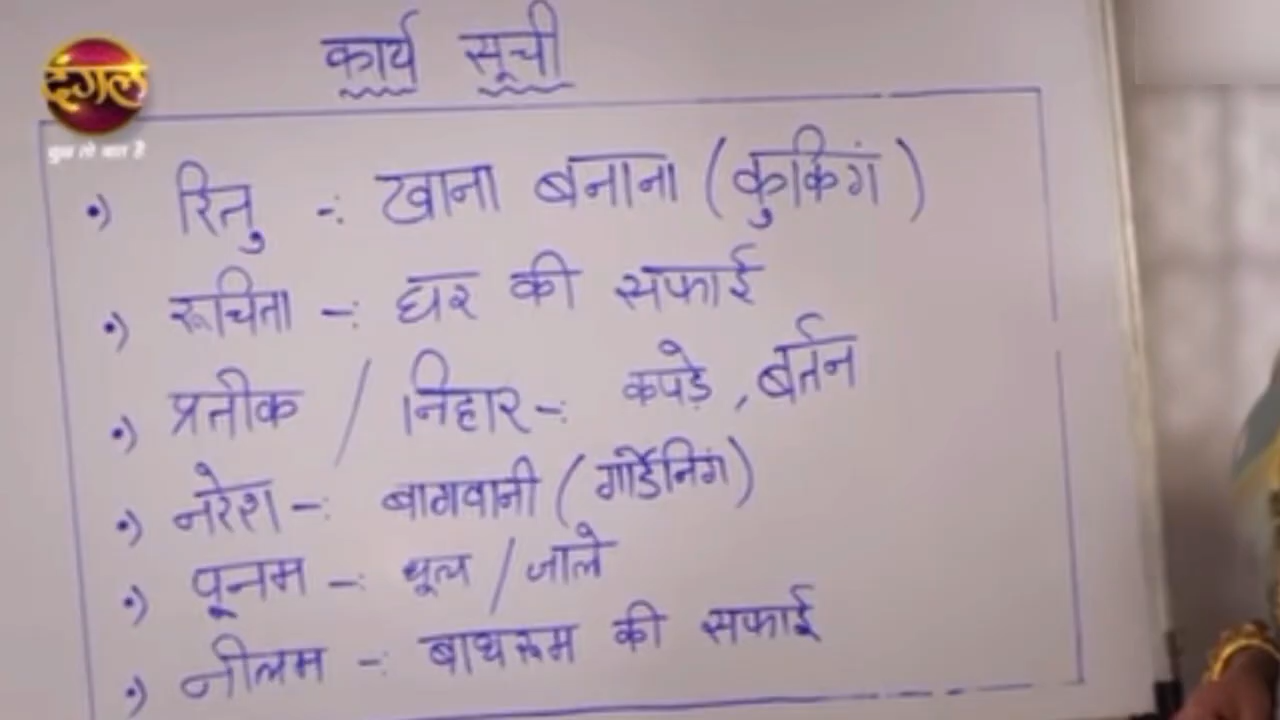 दंगल
कार्य सूची
•) रितु -: खाना बनाना (कुकिंग)
•) रूचिता -: घर की सफाई
•) प्रतीक / निहार -: कपड़े, बर्तन
•) नरेश -: बागवानी (गार्डेनिंग)
•) पूनम -: धूल / जाले
•) नीलम -: बाथरूम की सफाई